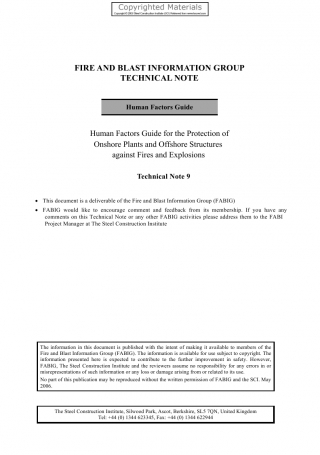 Copyrighted Materials
FIRE AND BLAST INFORMATION GROUP
TECHNICAL NOTE
Human Factors Guide
Human Factors Guide for the Protection of
Onshore Plants and Offshore Structures
against Fires and Explosions
Technical Note 9
• This document is a deliverable of the Fire and Blast Information Group (FABIG)
• FABIG would like to encourage comment and feedback from its membership. If you have any
comments on this Technical Note or any other FABIG activities please address them to the FABI
Project Manager at The Steel Construction Institute
The information in this document is published with the intent of making it available to members of the
Fire and Blast Information Group (FABIG). The information is available for use subject to copyright. The
information presented here is expected to contribute to the further improvement in safety. However,
FABIG, The Steel Construction Institute and the reviewers assume no responsibility for any errors in or
misrepresentations of such information or any loss or damage arising from or related to its use.
No part of this publication may be reproduced without the written permission of FABIG and the SCI. May
2006.
The Steel Construction Institute, Silwood Park, Ascot, Berkshire, SL5 7QN, United Kingdom
Tel: +44 (0) 1344 623345, Fax: +44 (0) 1344 622944